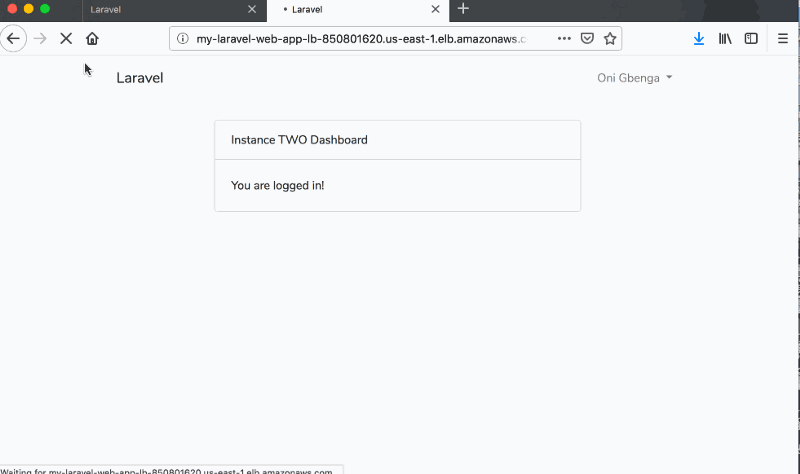 Laravel
Laravel
my-laravel-web-app-lb-850801620.us-east-1.elb.amazonaws.c
Laravel
Oni Gbenga
Instance TWO Dashboard
You are logged in!
Waiting for my-laravel-web-app-lb-850801620.us-east-1.elb.amazonaws.com